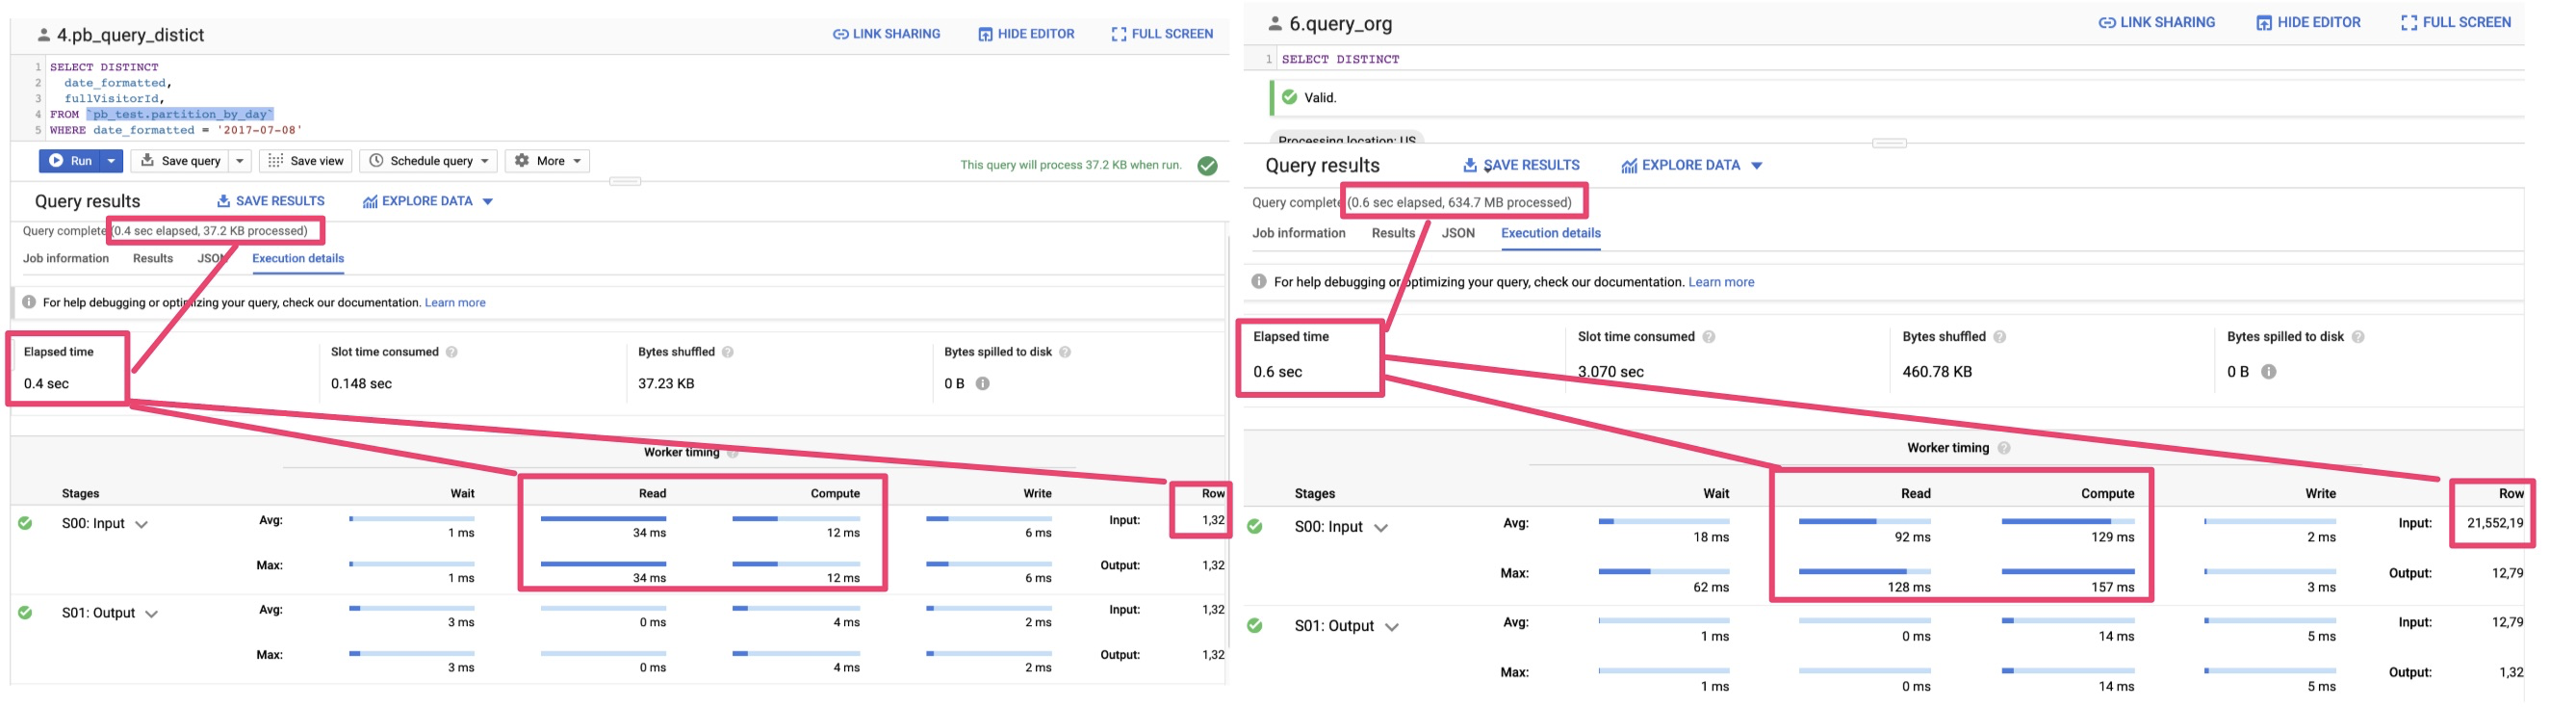 4.pb_query_distict
LINK SHARING HIDE EDITOR FULL SCREEN
1 SELECT DISTINCT
2 date_formatted,
3 fullVisitorId,
4 FROM `pb_test.partition_by_day`
5 WHERE date_formatted = '2017-07-08'
Run Save query Save view Schedule query More
This query will process 37.2 KB when run.
Query results SAVE RESULTS EXPLORE DATA
Query complete (0.4 sec elapsed, 37.2 KB processed)
Job information Results JSON Execution details
For help debugging or optimizing your query, check our documentation. Learn more
Elapsed time Slot time consumed Bytes shuffled Bytes spilled to disk
0.4 sec 0.148 sec 37.23 KB 0 B
Worker timing
Stages Wait Read Compute Write Row
S00: Input Avg: 1 ms 34 ms 12 ms 6 ms Input: 1,32
Max: 1 ms 34 ms 12 ms 6 ms Output: 1,32
S01: Output Avg: 3 ms 0 ms 4 ms 2 ms Input: 1,32
Max: 3 ms 0 ms 4 ms 2 ms Output: 1,32
6.query_org
LINK SHARING HIDE EDITOR FULL SCREEN
1 SELECT DISTINCT
Valid.
Processing location: US
Query results SAVE RESULTS EXPLORE DATA
Query complete (0.6 sec elapsed, 634.7 MB processed)
Job information Results JSON Execution details
For help debugging or optimizing your query, check our documentation. Learn more
Elapsed time Slot time consumed Bytes shuffled Bytes spilled to disk
0.6 sec 3.070 sec 460.78 KB 0 B
Worker timing
Stages Wait Read Compute Write Row
S00: Input Avg: 18 ms 92 ms 129 ms 2 ms Input: 21,552,19
Max: 62 ms 128 ms 157 ms 3 ms Output: 12,79
S01: Output Avg: 1 ms 0 ms 14 ms 5 ms Input: 12,79
Max: 1 ms 0 ms 14 ms 5 ms Output: 1,32